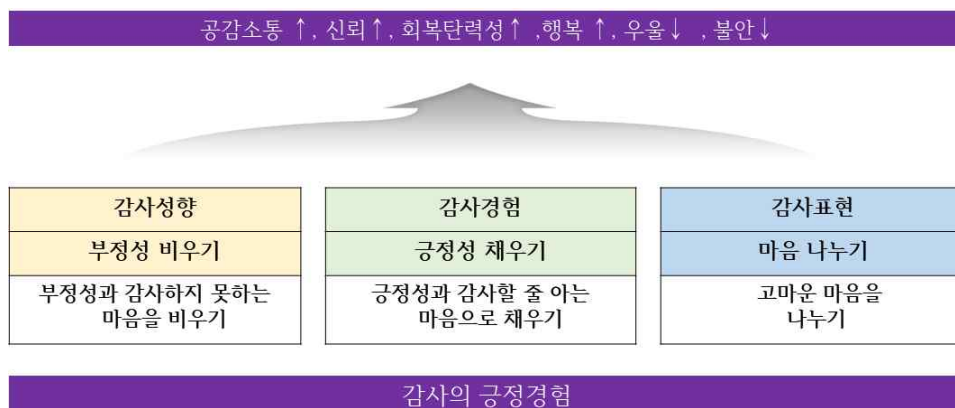 공감소통 ↑, 신뢰↑, 회복탄력성↑ ,행복 ↑, 우울↓ , 불안↓
감사성향
부정성 비우기
부정성과 감사하지 못하는
마음을 비우기
감사경험
긍정성 채우기
긍정성과 감사할 줄 아는
마음으로 채우기
감사표현
마음 나누기
고마운 마음을
나누기
감사의 긍정경험